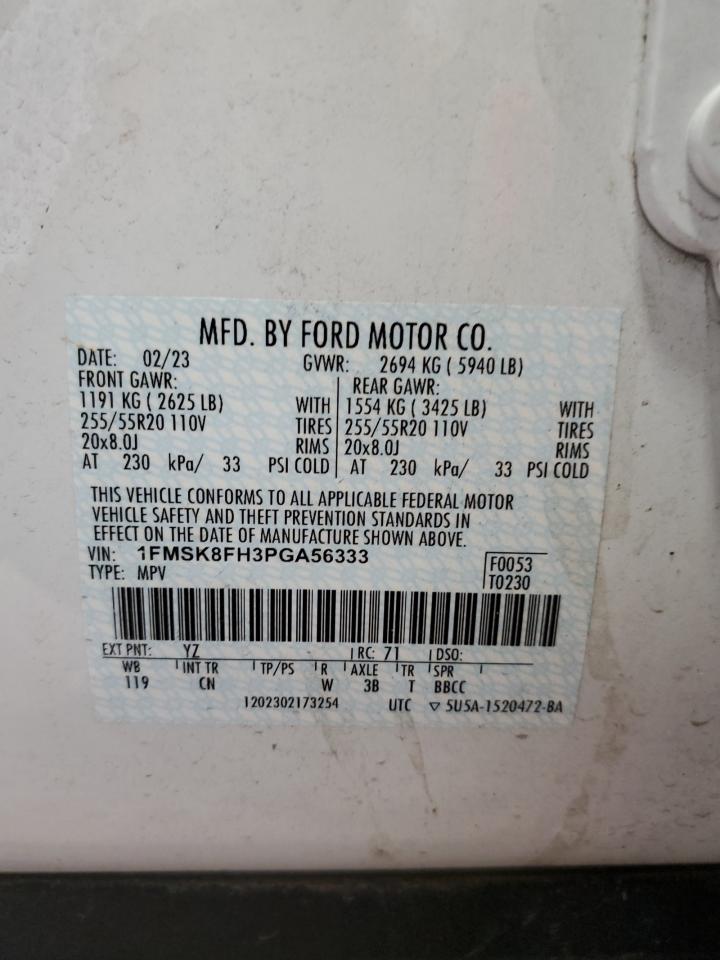 MFD. BY FORD MOTOR CO.
DATE: 02/23 GVWR: 2694 KG ( 5940 LB)
FRONT GAWR: REAR GAWR:
1191 KG ( 2625 LB) WITH 1554 KG ( 3425 LB) WITH
255/55R20 110V TIRES 255/55R20 110V TIRES
20x8.0J RIMS 20x8.0J RIMS
AT 230 kPa/ 33 PSI COLD AT 230 kPa/ 33 PSI COLD
THIS VEHICLE CONFORMS TO ALL APPLICABLE FEDERAL MOTOR
VEHICLE SAFETY AND THEFT PREVENTION STANDARDS IN
EFFECT ON THE DATE OF MANUFACTURE SHOWN ABOVE.
VIN: 1FMSK8FH3PGA56333 F0053
TYPE: MPV T0230
EXT PNT: YZ RC: 71 DSO:
WB INT TR TP/PS R AXLE TR SPR
119 CN W 3B T BBCC
1202302173254 UTC ▽ 5U5A-1520472-BA